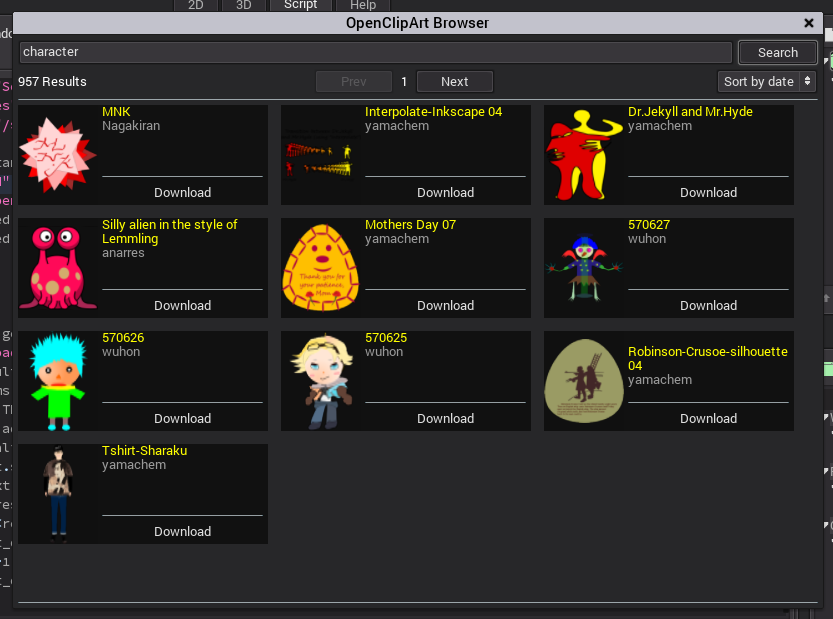 2D 3D Script Help
OpenClipArt Browser
character
Search
957 Results
Prev 1 Next
Sort by date
MNK
Nagakiran
Download
Interpolate-Inkscape 04
yamachem
Download
Dr.Jekyll and Mr.Hyde
yamachem
Download
Silly alien in the style of
Lemmling
anarres
Download
Mothers Day 07
yamachem
Thank you for
your patience,
Mom
Download
570627
wuhon
Download
570626
wuhon
Download
570625
wuhon
Download
Robinson-Crusoe-silhouette
04
yamachem
Download
Tshirt-Sharaku
yamachem
Download